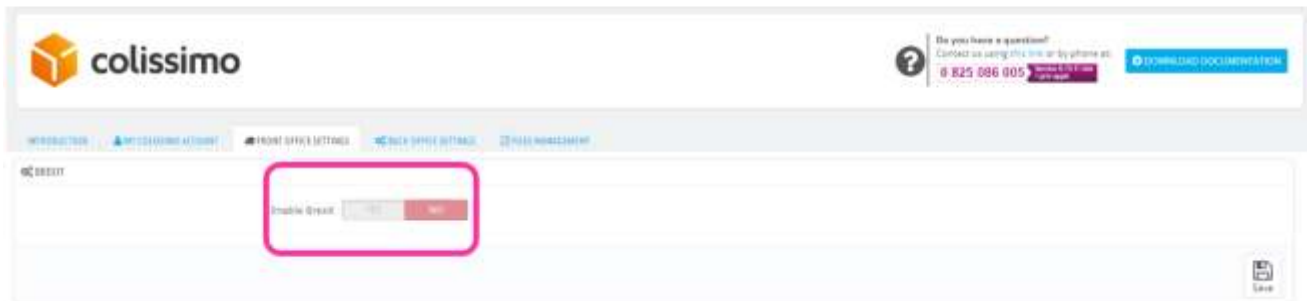 colissimo
Do you have a question?
Contact us using this link or by phone at:
0 825 086 005
DOWNLOAD DOCUMENTATION
INTRODUCTION
MY COLISSIMO ACCOUNT
FRONT OFFICE SETTINGS
BACK OFFICE SETTINGS
FILES MANAGEMENT
BREXIT
Enable Brexit
YES
NO
Save